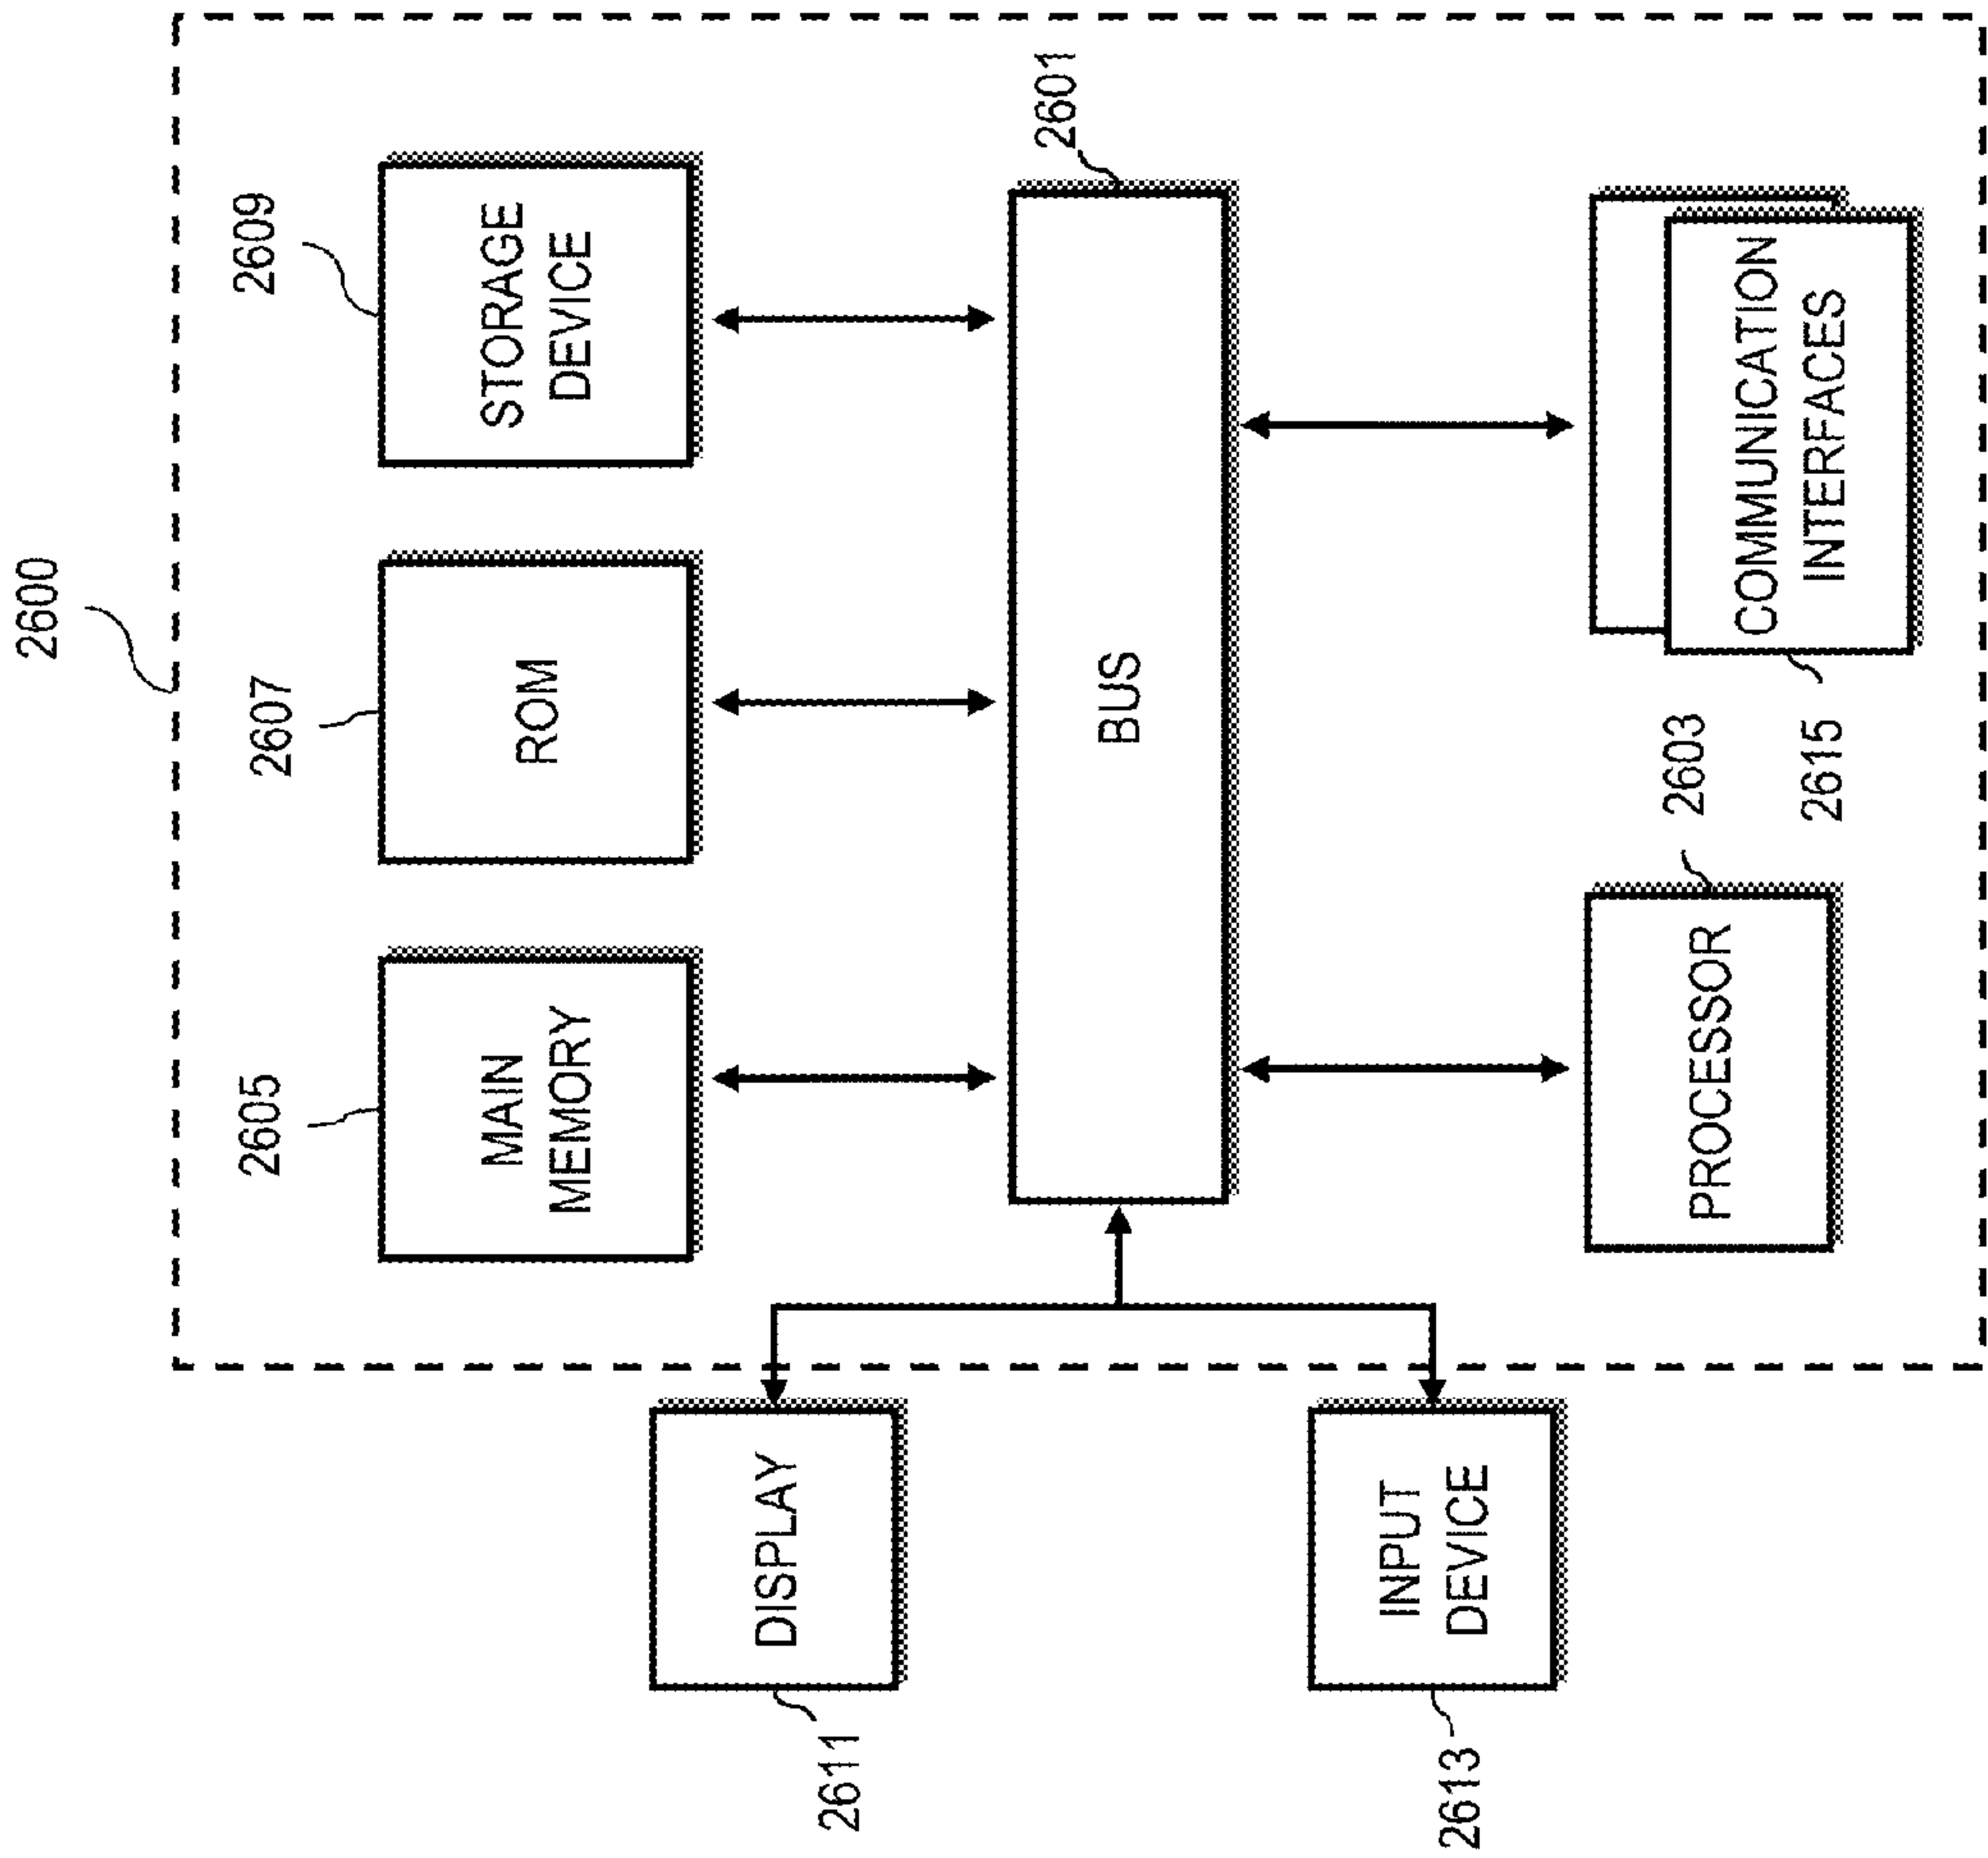 2600
2605
2607
2609
MAIN
MEMORY
ROM
STORAGE
DEVICE
2611
DISPLAY
BUS
2601
2613
INPUT
DEVICE
PROCESSOR
2603
COMMUNICATION
INTERFACES
2615